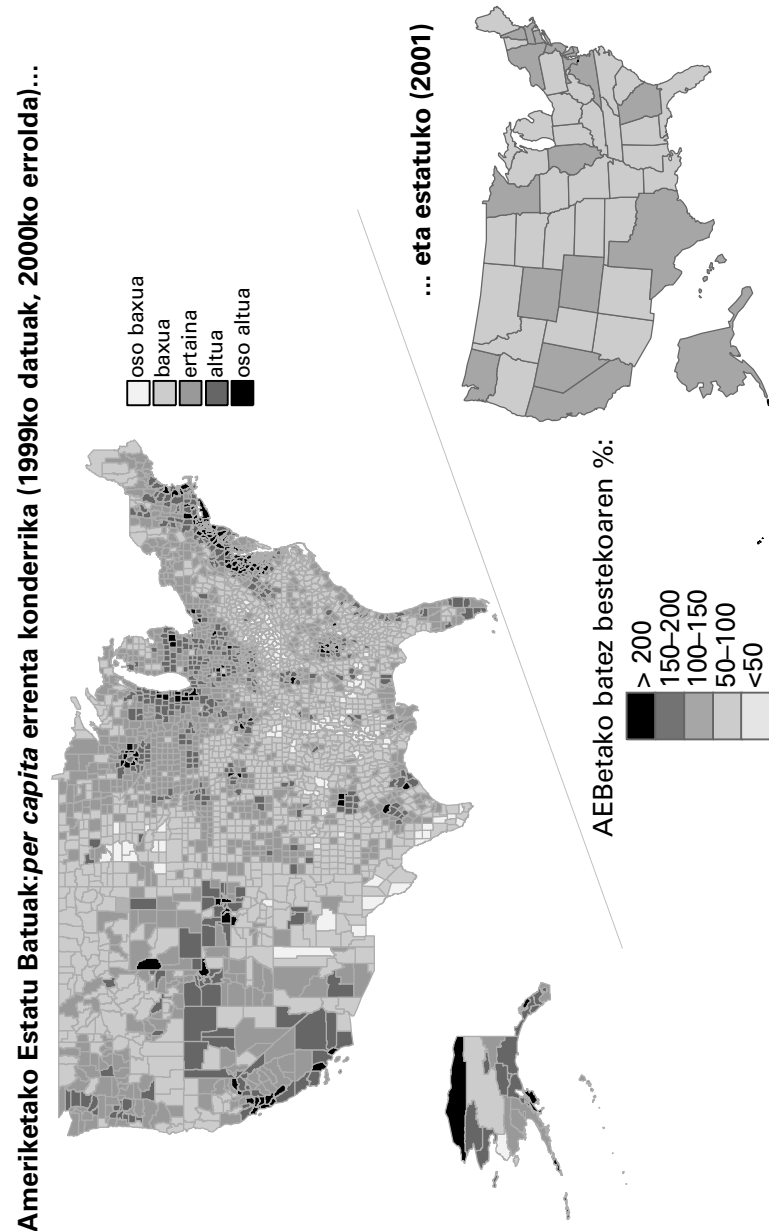 Ameriketako Estatu Batuak:per capita errenta konderrika (1999ko datuak, 2000ko errolda)...
oso baxua
baxua
ertaina
altua
oso altua
... eta estatuko (2001)
AEBetako batez bestekoaren %:
> 200
150–200
100–150
50–100
<50